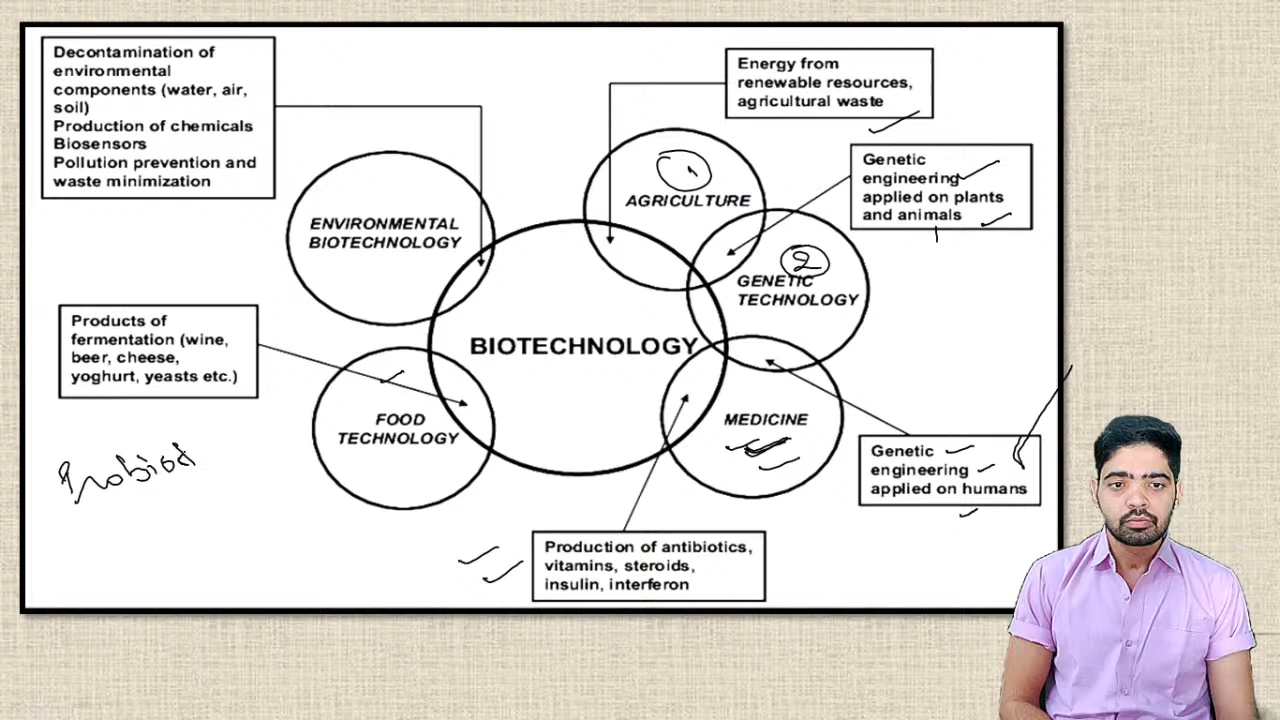 Decontamination of
environmental
components (water, air,
soil)
Production of chemicals
Biosensors
Pollution prevention and
waste minimization
Energy from
renewable resources,
agricultural waste
Genetic
engineering
applied on plants
and animals
AGRICULTURE
ENVIRONMENTAL
BIOTECHNOLOGY
2
GENETIC
TECHNOLOGY
Products of
fermentation (wine,
beer, cheese,
yoghurt, yeasts etc.)
BIOTECHNOLOGY
FOOD
TECHNOLOGY
MEDICINE
Genetic
engineering
applied on humans
Production of antibiotics,
vitamins, steroids,
insulin, interferon